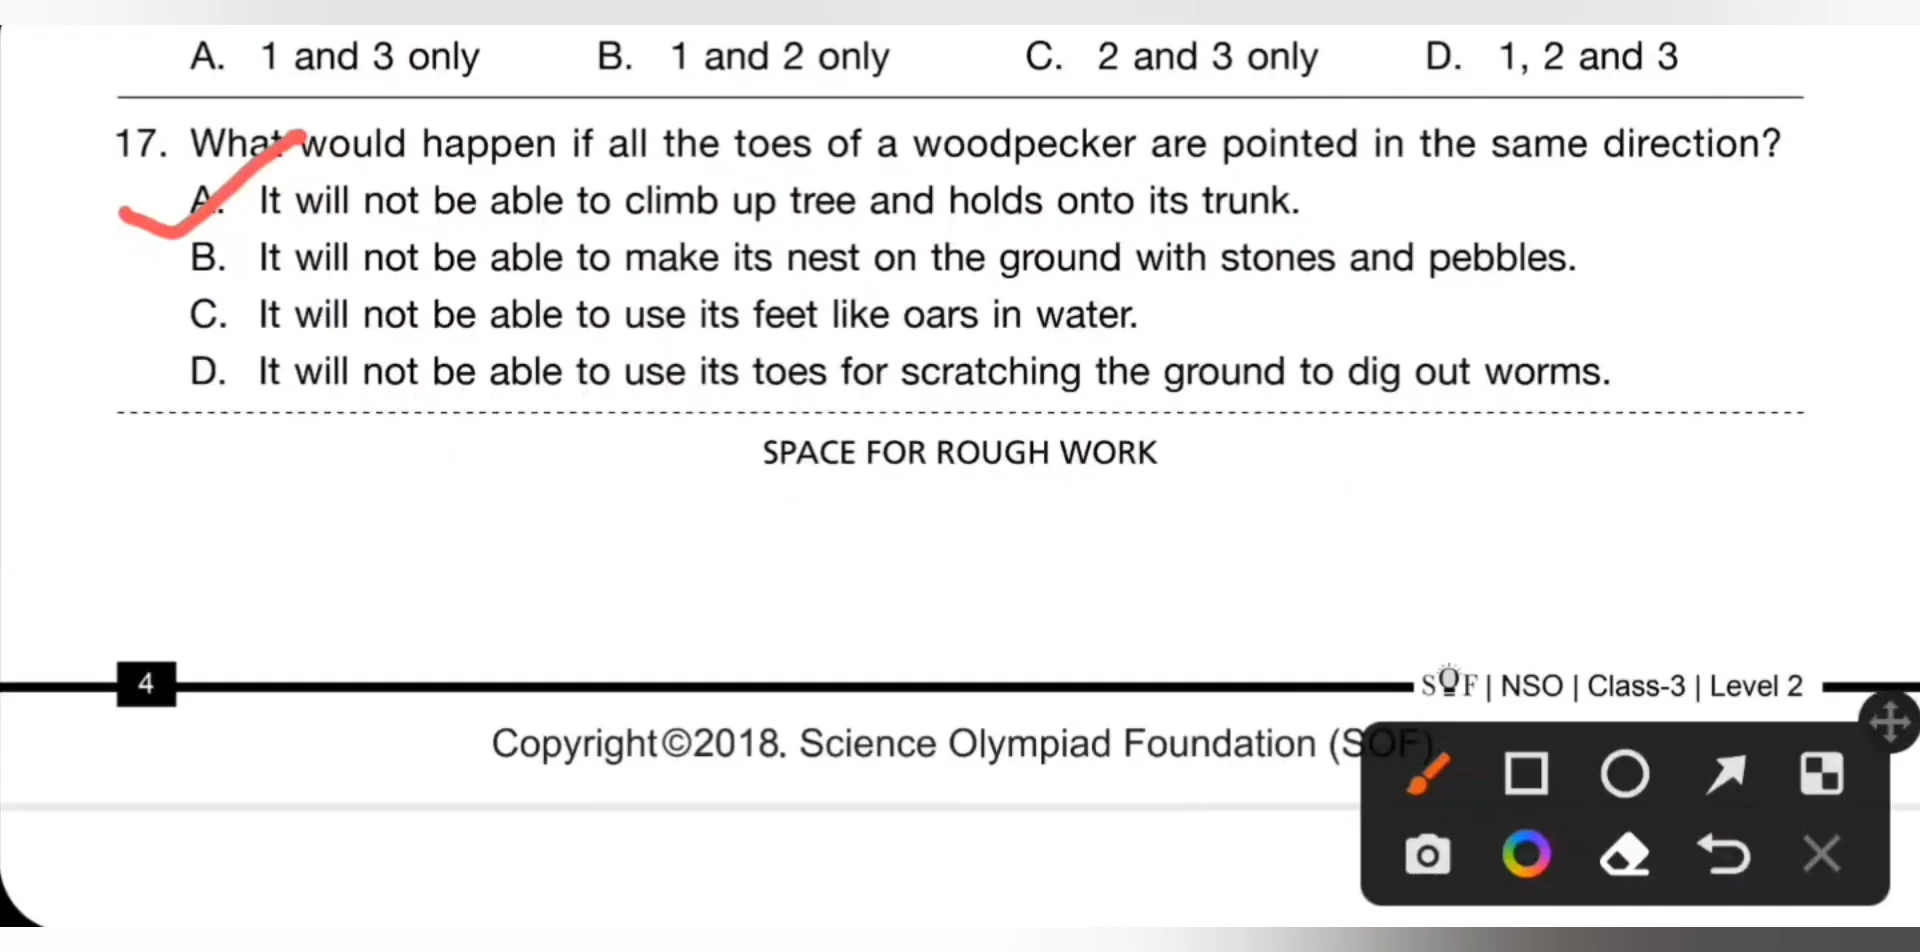 A. 1 and 3 only B. 1 and 2 only C. 2 and 3 only D. 1, 2 and 3
17. What would happen if all the toes of a woodpecker are pointed in the same direction?
A. It will not be able to climb up tree and holds onto its trunk.
B. It will not be able to make its nest on the ground with stones and pebbles.
C. It will not be able to use its feet like oars in water.
D. It will not be able to use its toes for scratching the ground to dig out worms.
SPACE FOR ROUGH WORK
4 SOF | NSO | Class-3 | Level 2
Copyright©2018. Science Olympiad Foundation (SOF)